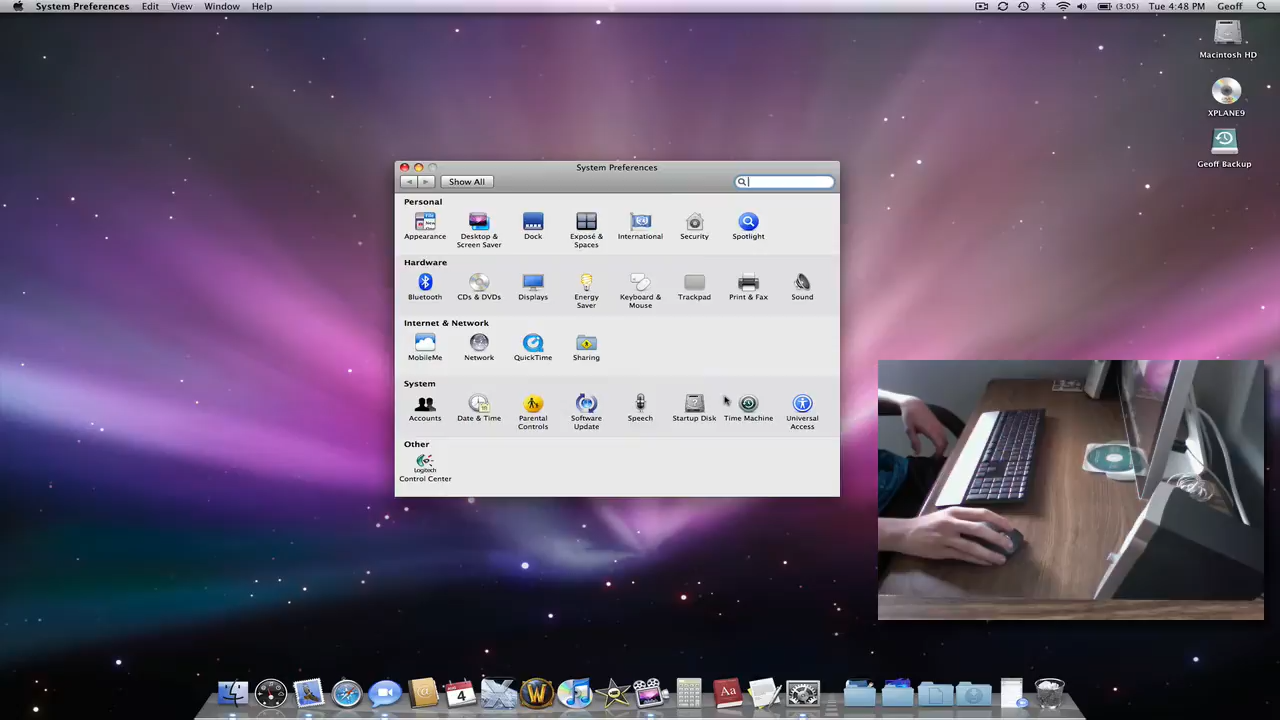 System Preferences Edit View Window Help
(3:05) Tue 4:48 PM Geoff
Macintosh HD
XPLANE9
Geoff Backup
System Preferences
Show All
Personal
Appearance
Desktop &
Screen Saver
Dock
Exposé &
Spaces
International
Security
Spotlight
Hardware
Bluetooth
CDs & DVDs
Displays
Energy
Saver
Keyboard &
Mouse
Trackpad
Print & Fax
Sound
Internet & Network
MobileMe
Network
QuickTime
Sharing
System
Accounts
Date & Time
Parental
Controls
Software
Update
Speech
Startup Disk
Time Machine
Universal
Access
Other
Logitech
Control Center
4
W
Aa